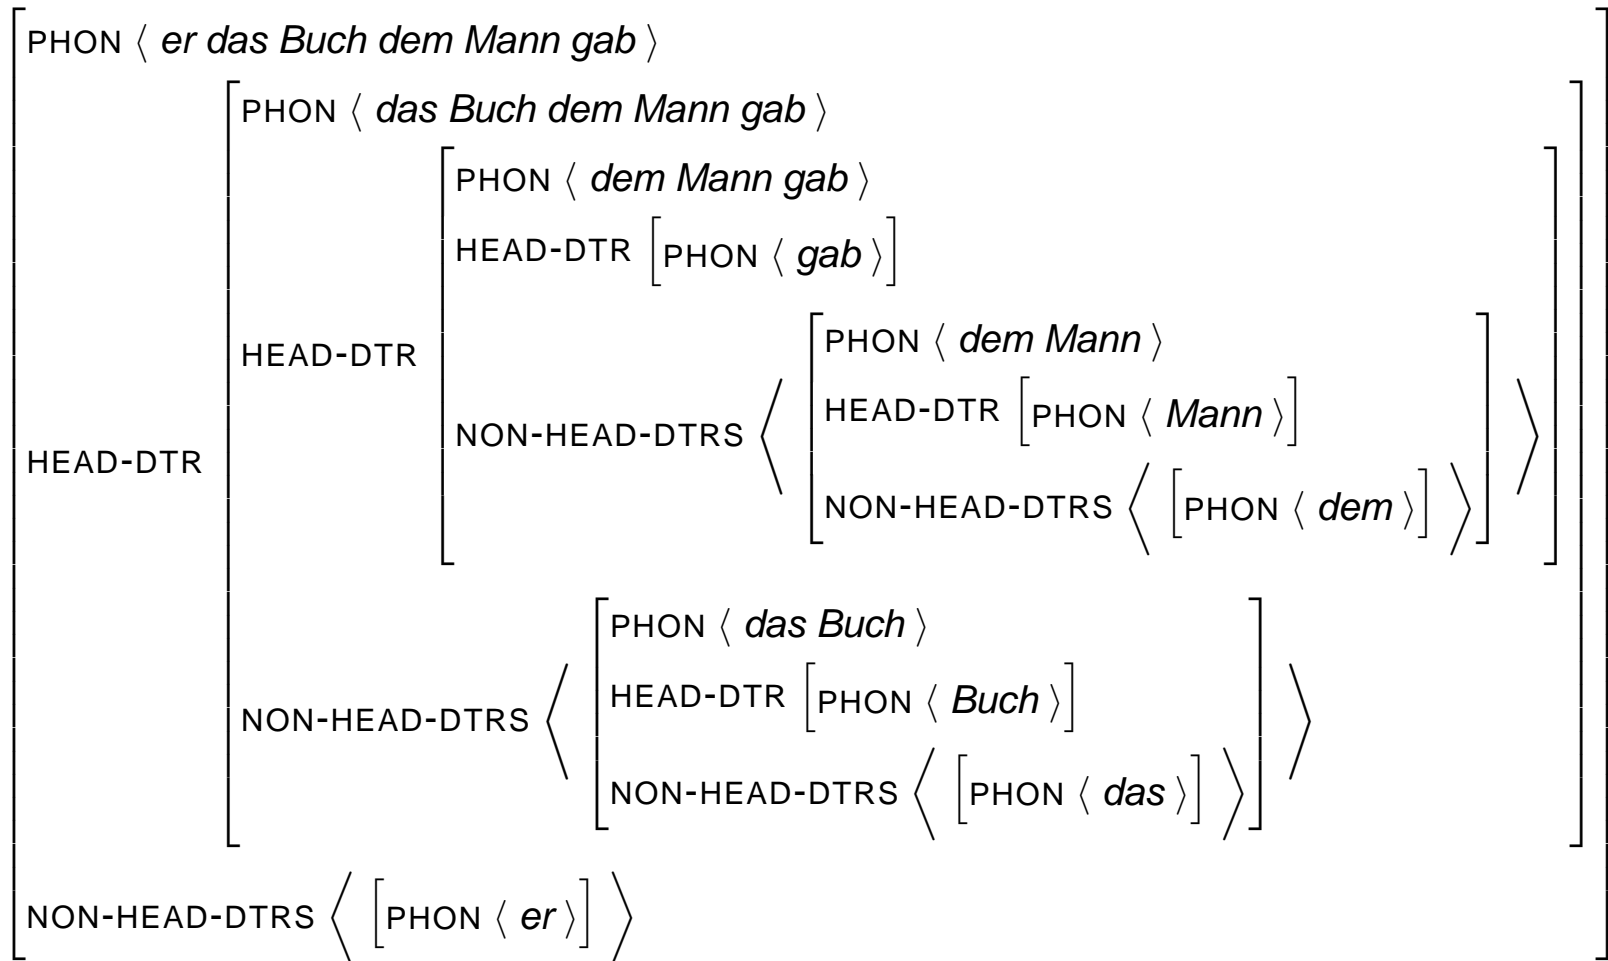 PHON ⟨ er das Buch dem Mann gab ⟩
PHON ⟨ das Buch dem Mann gab ⟩
PHON ⟨ dem Mann gab ⟩
HEAD-DTR [PHON ⟨ gab ⟩]
PHON ⟨ dem Mann ⟩
HEAD-DTR
HEAD-DTR [PHON ⟨ Mann ⟩]
NON-HEAD-DTRS
HEAD-DTR
NON-HEAD-DTRS ⟨ [PHON ⟨ dem ⟩] ⟩
PHON ⟨ das Buch ⟩
HEAD-DTR [PHON ⟨ Buch ⟩]
NON-HEAD-DTRS
NON-HEAD-DTRS ⟨ [PHON ⟨ das ⟩] ⟩
NON-HEAD-DTRS ⟨ [PHON ⟨ er ⟩] ⟩